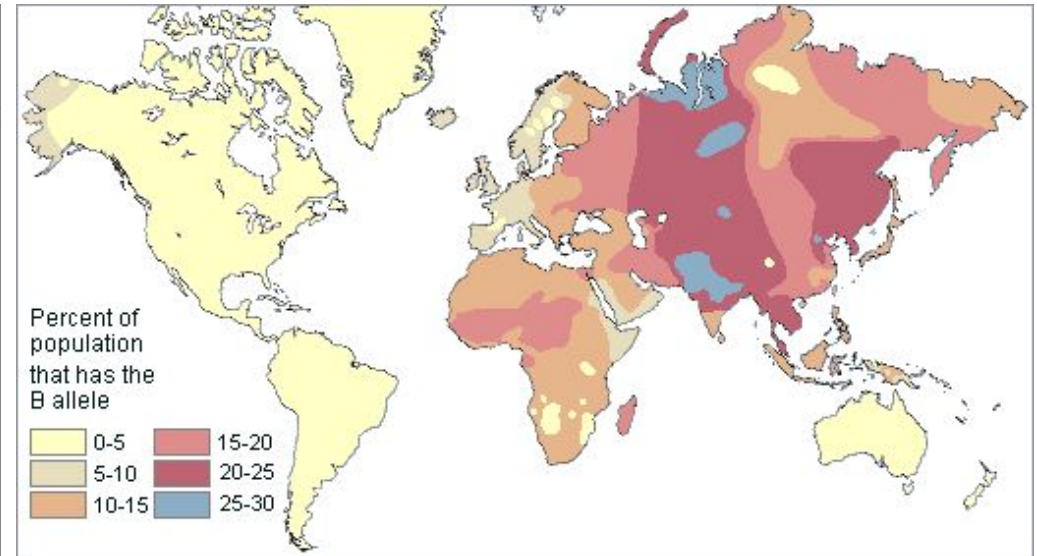 Percent of
population
that has the
B allele
0-5
15-20
5-10
20-25
10-15
25-30